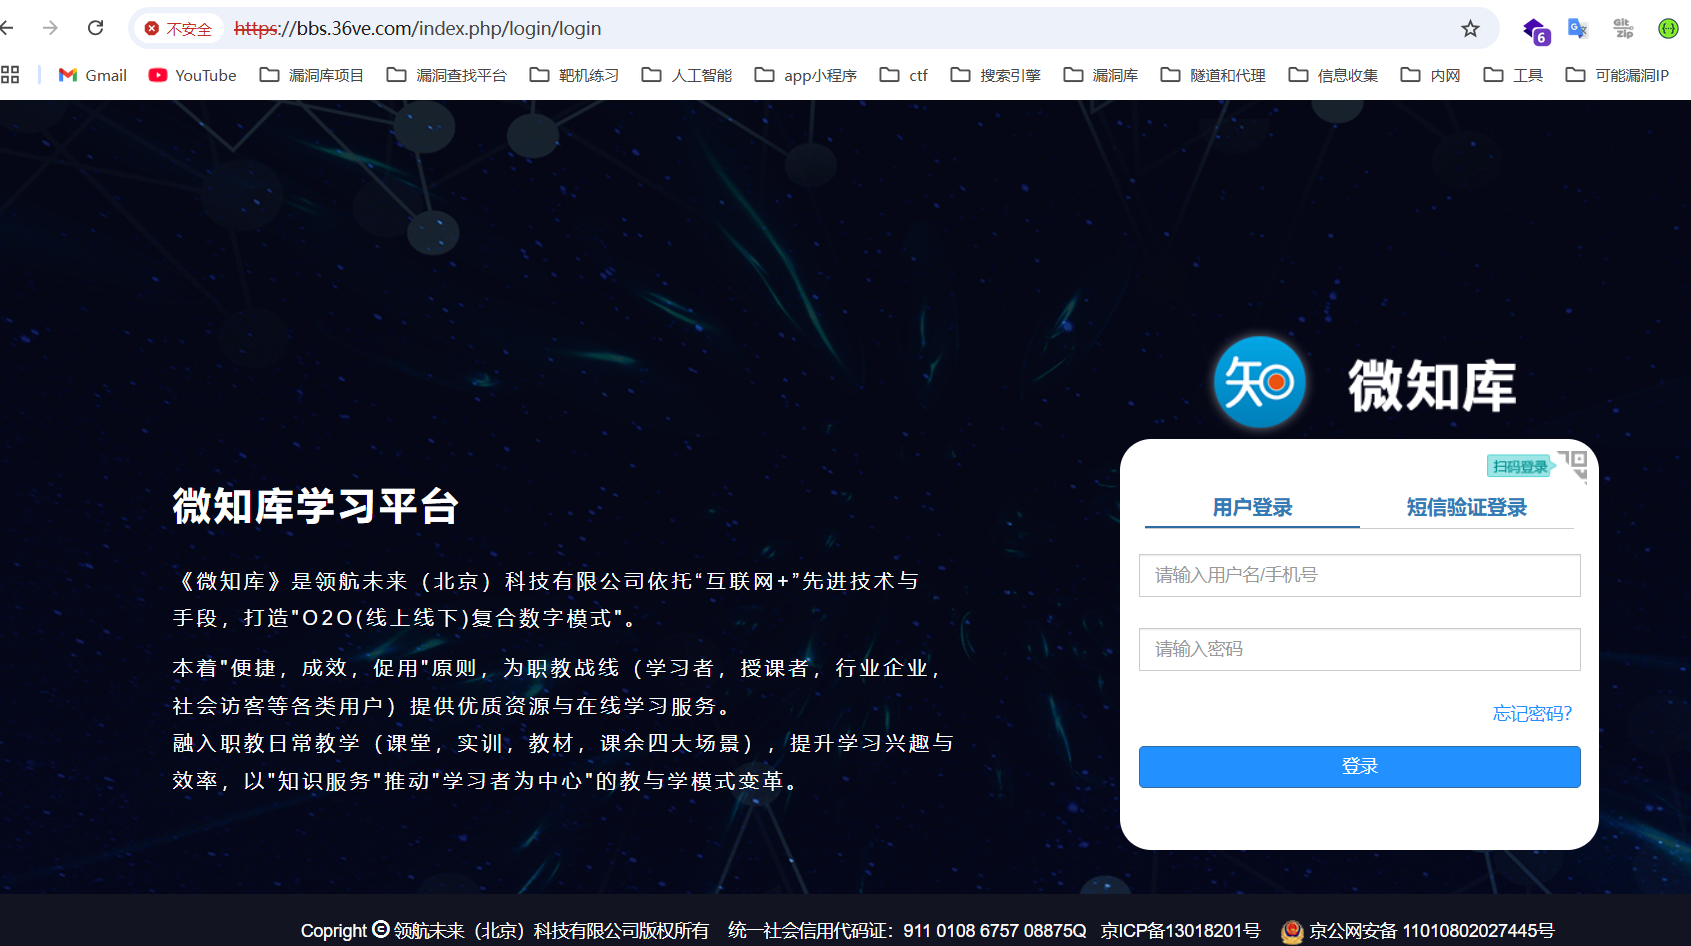 不安全 https://bbs.36ve.com/index.php/login/login
6
Git
zip
Gmail YouTube 漏洞库项目 漏洞查找平台 靶机练习 人工智能 app小程序 ctf 搜索引擎 漏洞库 隧道和代理 信息收集 内网 工具 可能漏洞IP
知 微知库
扫码登录
用户登录 短信验证登录
请输入用户名/手机号
请输入密码
忘记密码?
登录
微知库学习平台
《微知库》是领航未来（北京）科技有限公司依托“互联网+”先进技术与
手段，打造"O2O(线上线下)复合数字模式"。
本着"便捷，成效，促用"原则，为职教战线（学习者，授课者，行业企业，
社会访客等各类用户）提供优质资源与在线学习服务。
融入职教日常教学（课堂，实训，教材，课余四大场景），提升学习兴趣与
效率，以"知识服务"推动"学习者为中心"的教与学模式变革。
Copright © 领航未来（北京）科技有限公司版权所有 统一社会信用代码证：911 0108 6757 08875Q 京ICP备13018201号 京公网安备 11010802027445号